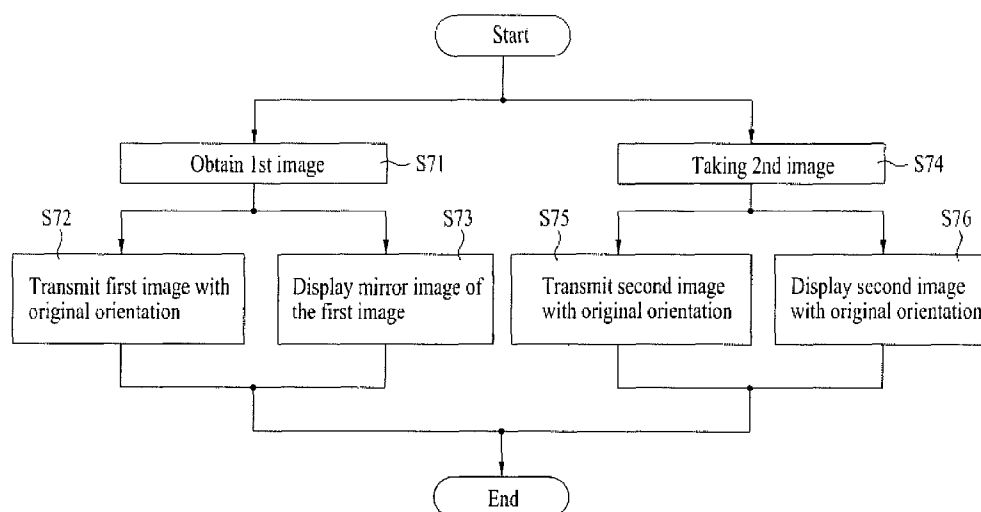 Start
Obtain 1st image
S71
Taking 2nd image
S74
S72
S73
S75
S76
Transmit first image with
original orientation
Display mirror image of
the first image
Transmit second image
with original orientation
Display second image
with original orientation
End